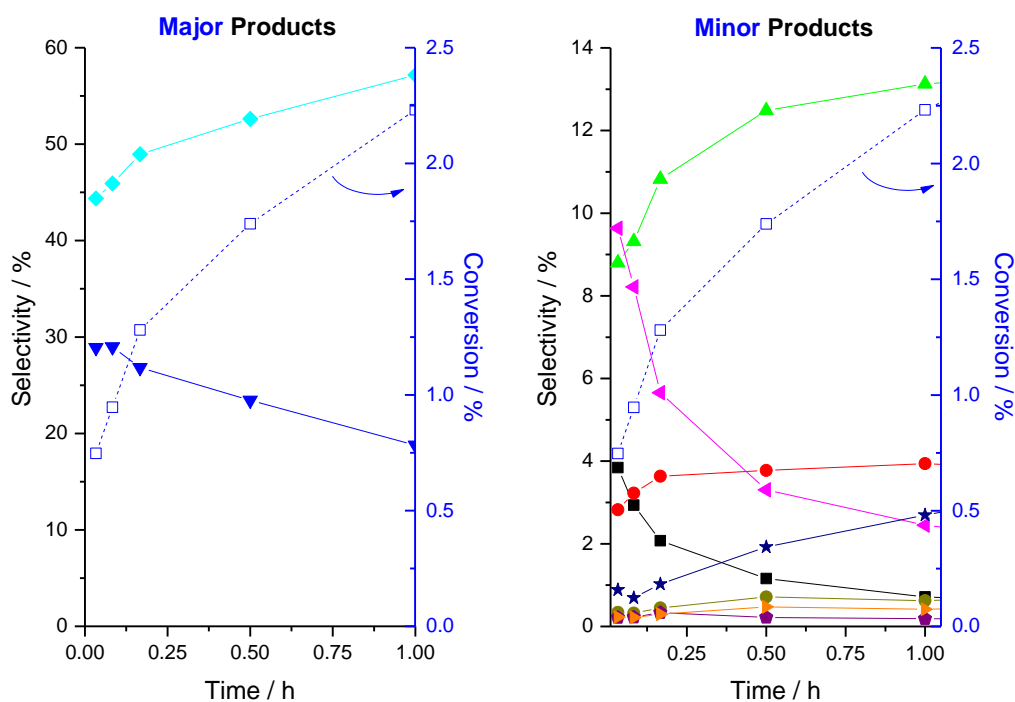 Major Products
60
50
40
30
20
10
0
Selectivity / %
2.5
2.0
1.5
1.0
0.5
0.0
Conversion / %
0.00 0.25 0.50 0.75 1.00
Time / h
Minor Products
14
12
10
8
6
4
2
0
Selectivity / %
2.5
2.0
1.5
1.0
0.5
0.0
Conversion / %
0.25 0.50 0.75 1.00
Time / h